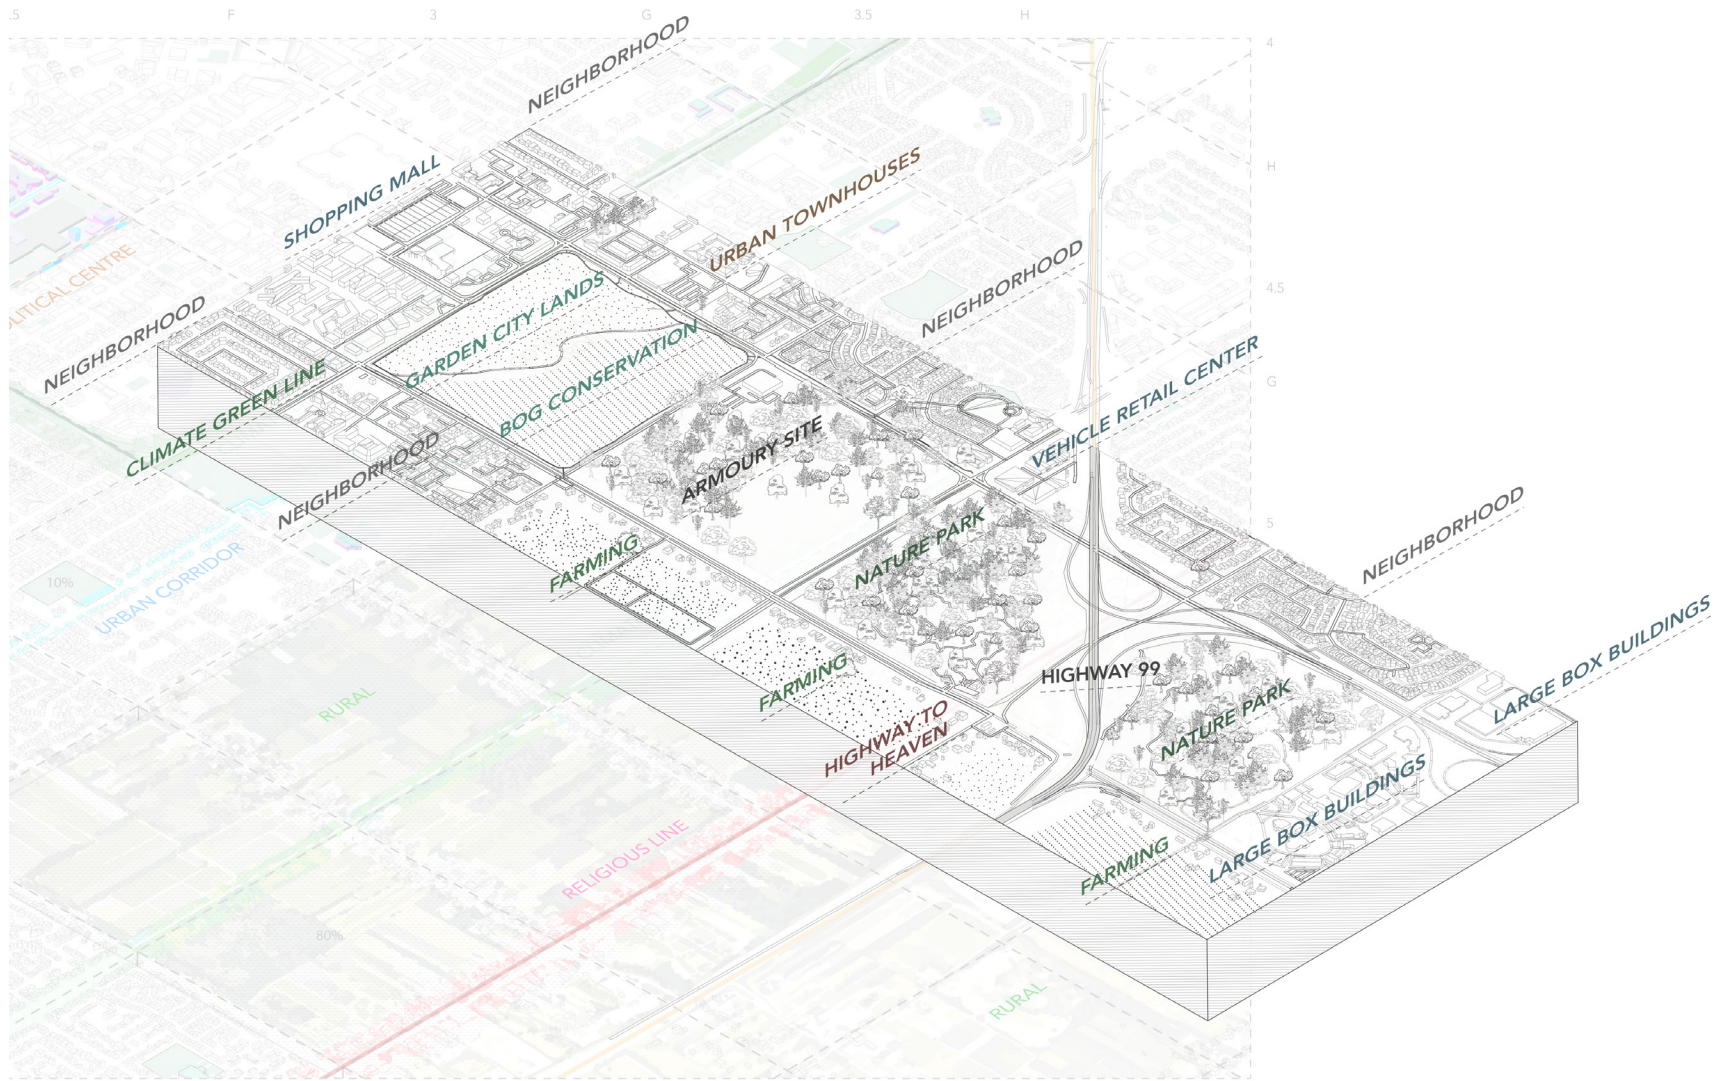 .5 F 3 G 3.5 H
4
NEIGHBORHOOD
H
SHOPPING MALL
URBAN TOWNHOUSES
NEIGHBORHOOD
4.5
GARDEN CITY LANDS
NEIGHBORHOOD
BOG CONSERVATION
VEHICLE RETAIL CENTER
G
CLIMATE GREEN LINE
ARMOURY SITE
NEIGHBORHOOD
5
NEIGHBORHOOD
NATURE PARK
FARMING
10%
URBAN CORRIDOR
HIGHWAY 99
LARGE BOX BUILDINGS
FARMING
RURAL
NATURE PARK
HIGHWAY TO
HEAVEN
LARGE BOX BUILDINGS
RELIGIOUS LINE
FARMING
80%
RURAL